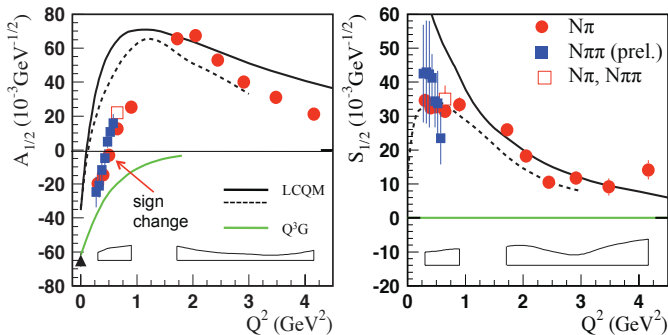 A1/2 (10-3GeV-1/2)
80
60
40
20
0
-20
-40
-60
-80
sign
change
LCQM
Q3G
0 1 2 3 4
Q2 (GeV2)
S1/2 (10-3GeV-1/2)
60
50
40
30
20
10
0
-10
-20
Nπ
Nππ (prel.)
Nπ, Nππ
0 1 2 3 4
Q2 (GeV2)